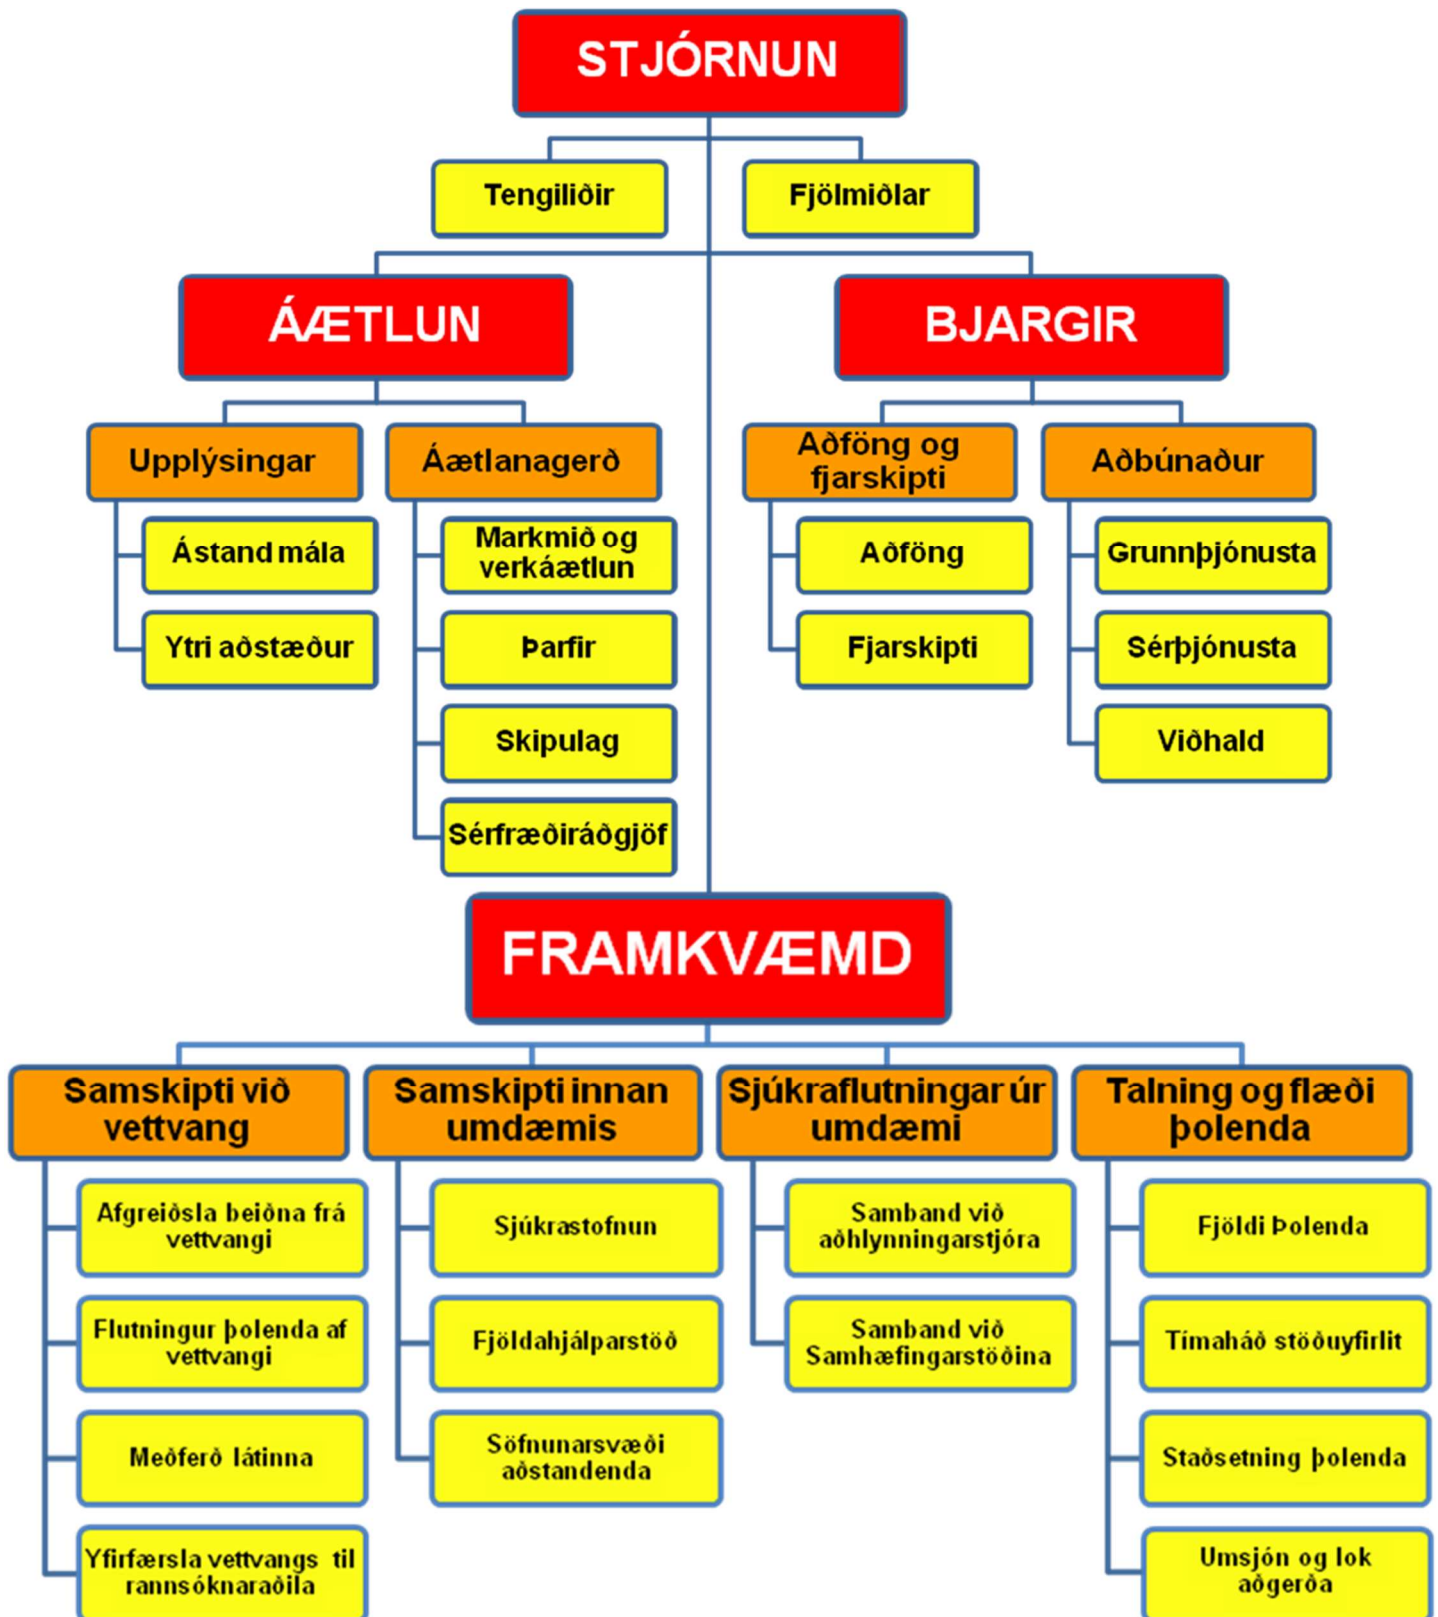 STJÓRNUN
Tengiliðir
Fjölmiðlar
ÁÆTLUN
BJARGIR
Upplýsingar
Ástand mála
Ytri aðstæður
Áætlanagerð
Markmið og
verkáætlun
Þarfir
Skipulag
Sérfræðiráðgjöf
Aðföng og
fjarskipti
Aðföng
Fjarskipti
Aðbúnaður
Grunnþjónusta
Sérþjónusta
Viðhald
FRAMKVÆMD
Samskipti við
vettvang
Afgreiðsla beiðna frá
vettvangi
Flutningur þolenda af
vettvangi
Meðferð látinna
Yfirfærsla vettvangs til
rannsóknaraðila
Samskipti innan
umdæmis
Sjúkrastofnun
Fjöldahjálparstöð
Söfnunarsvæði
aðstandenda
Sjúkraflutningar úr
umdæmi
Samband við
aðhlynningarstjóra
Samband við
Samhæfingarstöðina
Talning og flæði
þolenda
Fjöldi Þolenda
Tímaháð stöðuyfirlit
Staðsetning þolenda
Umsjón og lok
aðgerða